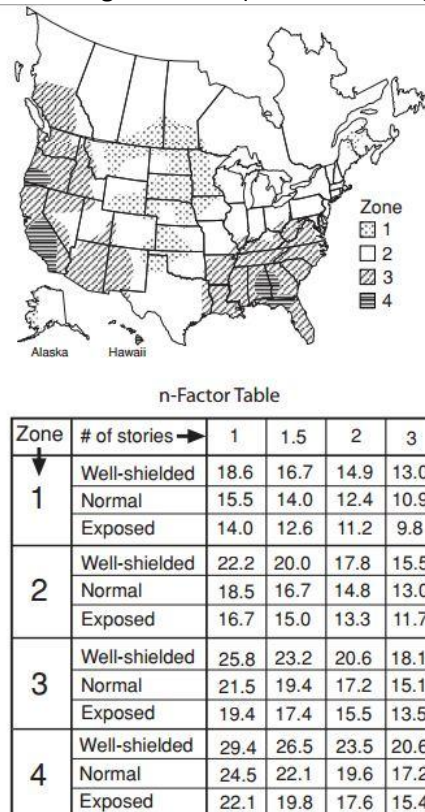 Zone
1
2
3
4
Alaska Hawaii
n-Factor Table
Zone # of stories → 1 1.5 2 3
1
Well-shielded 18.6 16.7 14.9 13.0
Normal 15.5 14.0 12.4 10.9
Exposed 14.0 12.6 11.2 9.8
2
Well-shielded 22.2 20.0 17.8 15.5
Normal 18.5 16.7 14.8 13.0
Exposed 16.7 15.0 13.3 11.7
3
Well-shielded 25.8 23.2 20.6 18.1
Normal 21.5 19.4 17.2 15.1
Exposed 19.4 17.4 15.5 13.5
4
Well-shielded 29.4 26.5 23.5 20.6
Normal 24.5 22.1 19.6 17.2
Exposed 22.1 19.8 17.6 15.4